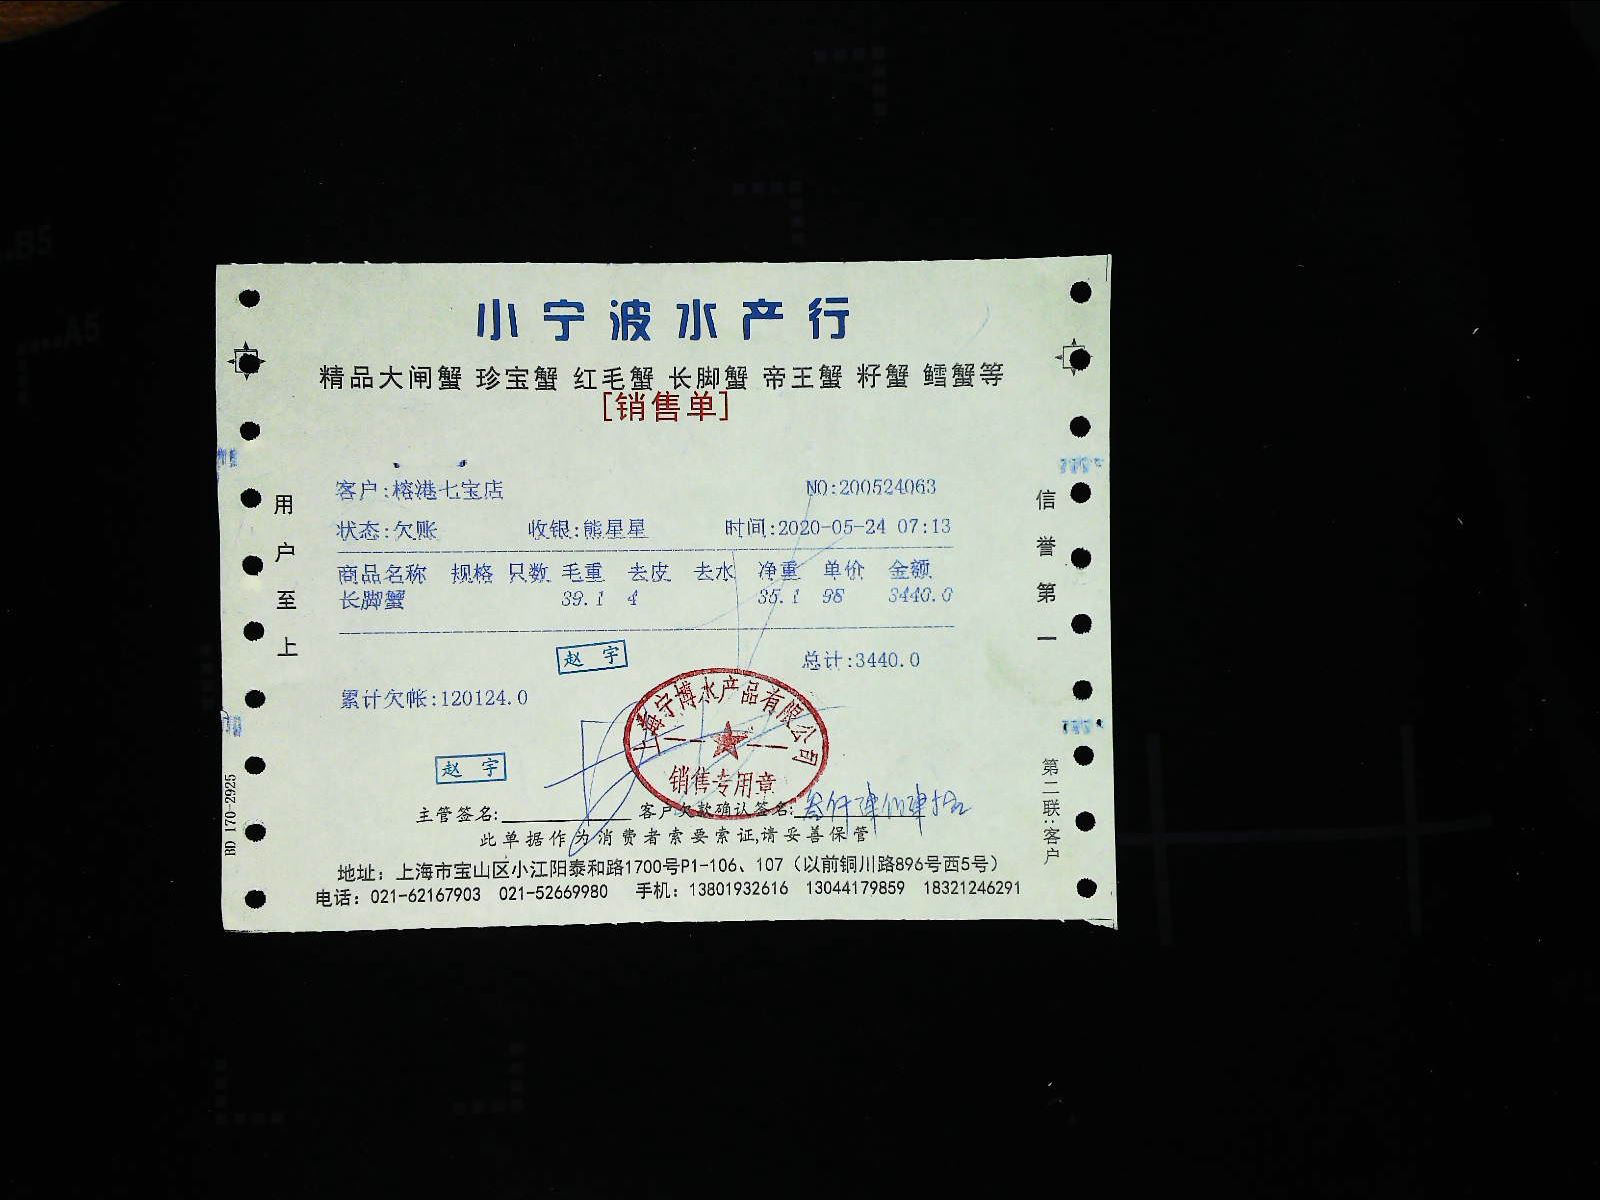 小宁波水产行
精品大闸蟹 珍宝蟹 红毛蟹 长脚蟹 帝王蟹 籽蟹 鳕蟹等
[销售单]
客户:榕港七宝店 NO:200524063
状态:欠账 收银:熊星星 时间:2020-05-24 07:13
商品名称 规格 只数 毛重 去皮 去水 净重 单价 金额
长脚蟹 39.1 4 35.1 98 3440.0
赵宇 总计:3440.0
累计欠帐:120124.0
上海宁博水产品有限公司
销售专用章
赵宇
主管签名: 客户欠款确认签名: 叁仟肆佰肆拾
此单据作为消费者索要索证,请妥善保管
地址：上海市宝山区小江阳泰和路1700号P1-106、107（以前铜川路896号西5号）
电话：021-62167903 021-52669980 手机：13801932616 13044179859 18321246291
用户至上
信誉第一
第二联:客户
BD 170-2925
A5
B5